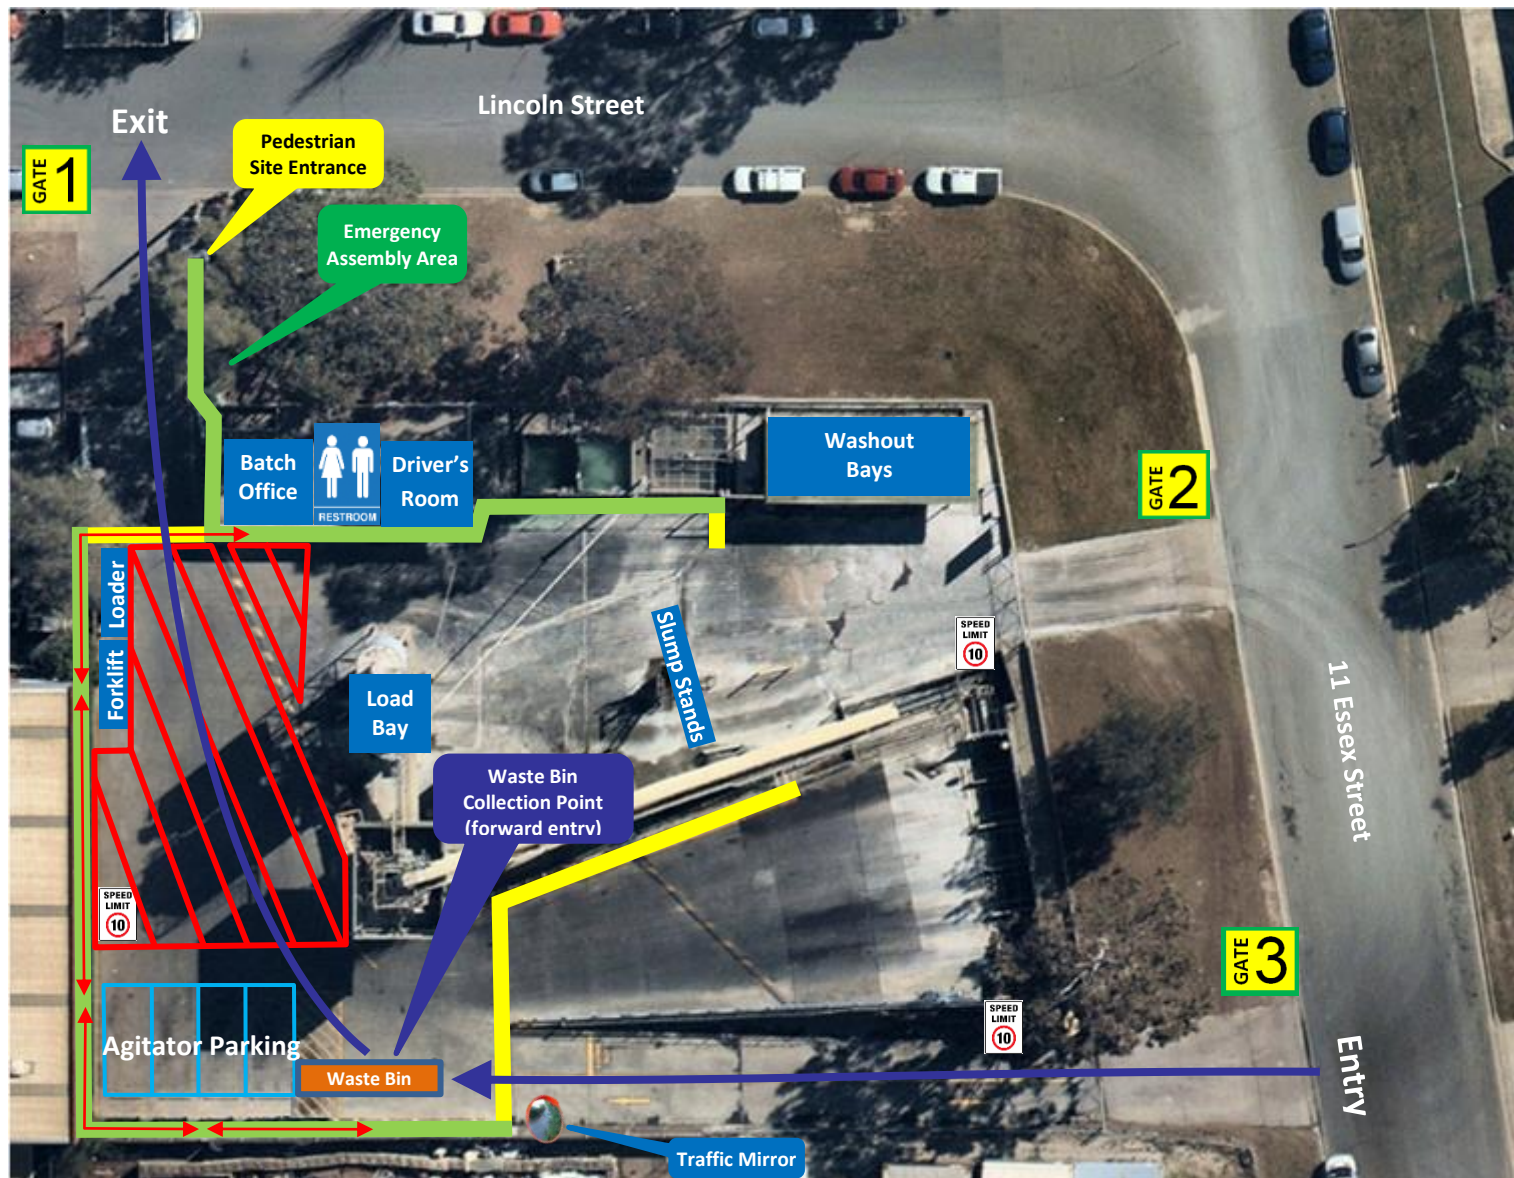 Lincoln Street
Exit
Pedestrian
Site Entrance
GATE 1
Emergency
Assembly Area
Batch
Office
RESTROOM
Driver's
Room
Washout
Bays
GATE 2
Loader
Forklift
Load
Bay
Slump Stands
SPEED
LIMIT
10
11 Essex Street
Waste Bin
Collection Point
(forward entry)
SPEED
LIMIT
10
GATE 3
SPEED
LIMIT
10
Agitator Parking
Waste Bin
Entry
Traffic Mirror